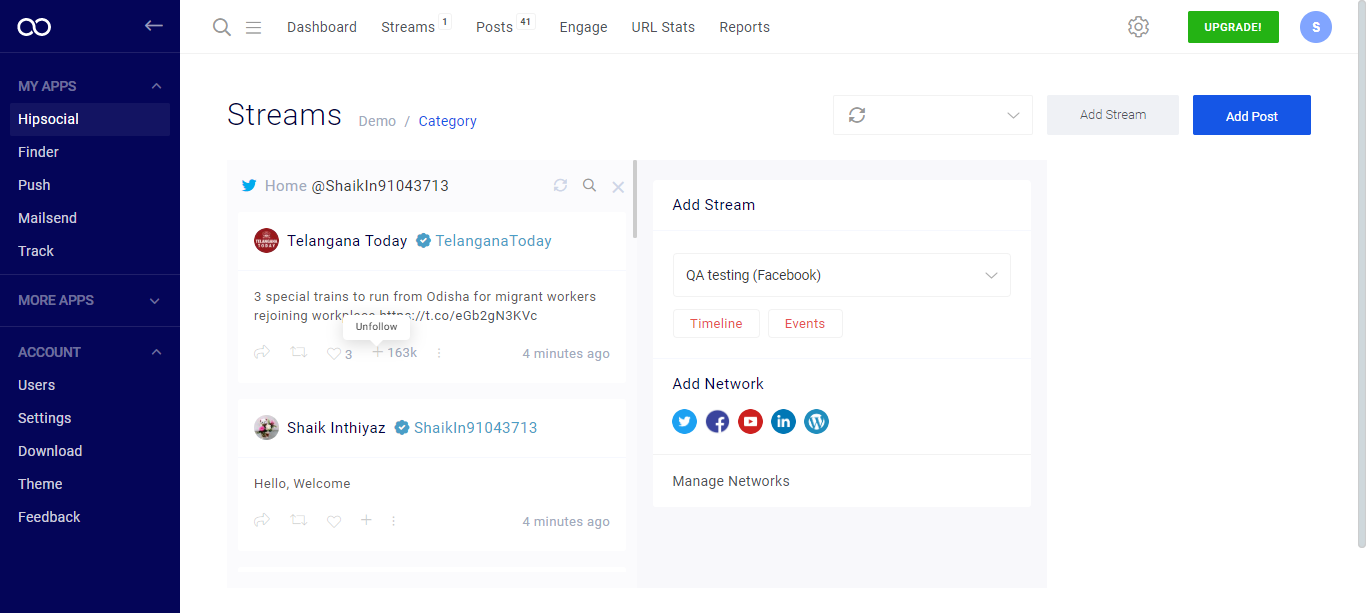 Dashboard
Streams 1
Posts 41
Engage
URL Stats
Reports
UPGRADE!
S
MY APPS
Hipsocial
Finder
Push
Mailsend
Track
MORE APPS
ACCOUNT
Users
Settings
Download
Theme
Feedback
Streams
Demo / Category
Add Stream
Add Post
Home @ShaikIn91043713
TELANGANA
TODAY
Telangana Today
TelanganaToday
3 special trains to run from Odisha for migrant workers
rejoining workplace https://t.co/eGb2gN3KVc
Unfollow
3
163k
4 minutes ago
Shaik Inthiyaz
ShaikIn91043713
Hello, Welcome
4 minutes ago
Add Stream
QA testing (Facebook)
Timeline
Events
Add Network
Manage Networks